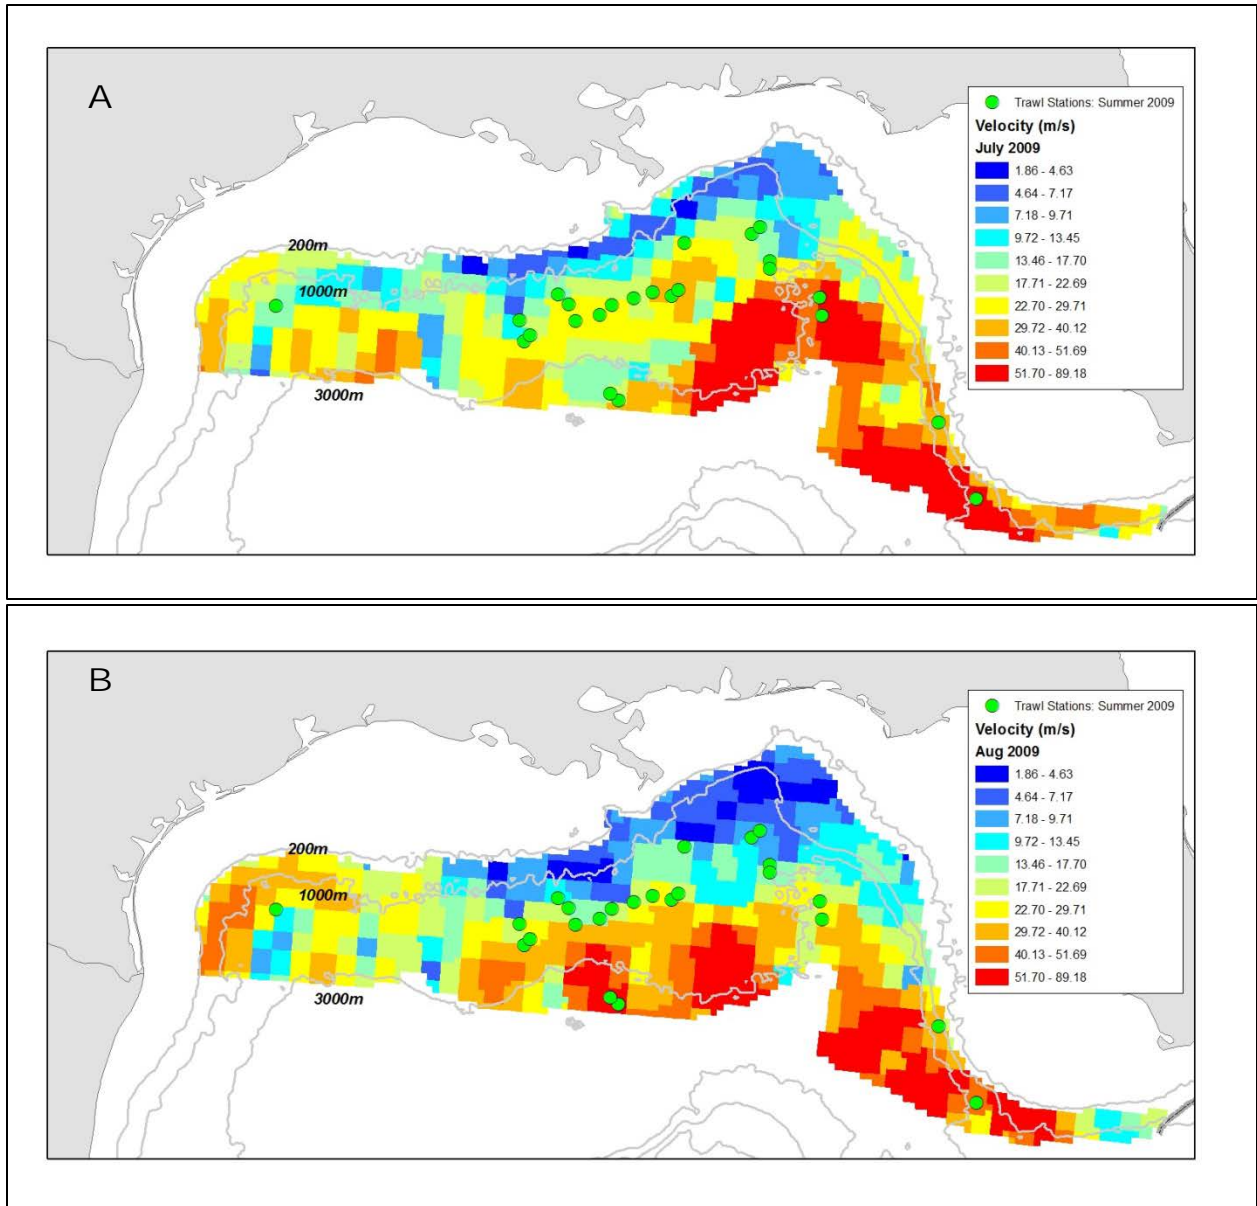 A
Trawl Stations: Summer 2009
Velocity (m/s)
July 2009
1.86 - 4.63
4.64 - 7.17
7.18 - 9.71
9.72 - 13.45
13.46 - 17.70
17.71 - 22.69
22.70 - 29.71
29.72 - 40.12
40.13 - 51.69
51.70 - 89.18
200m
1000m
3000m
B
Trawl Stations: Summer 2009
Velocity (m/s)
Aug 2009
1.86 - 4.63
4.64 - 7.17
7.18 - 9.71
9.72 - 13.45
13.46 - 17.70
17.71 - 22.69
22.70 - 29.71
29.72 - 40.12
40.13 - 51.69
51.70 - 89.18
200m
1000m
3000m